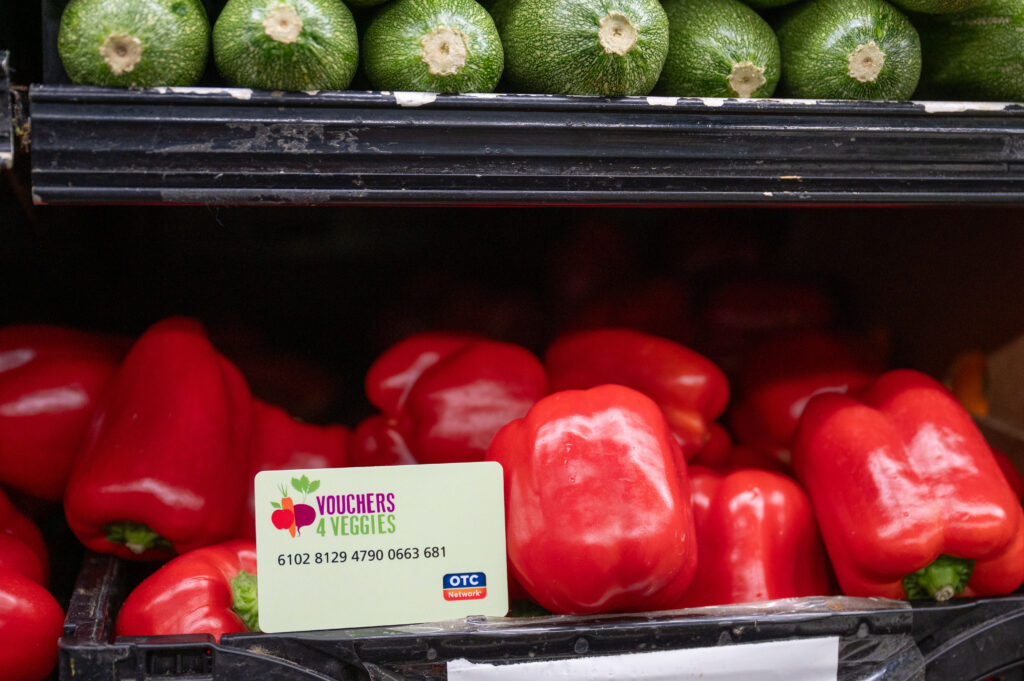 VOUCHERS
4 VEGGIES
6102 8129 4790 0663 681
OTC
Network®